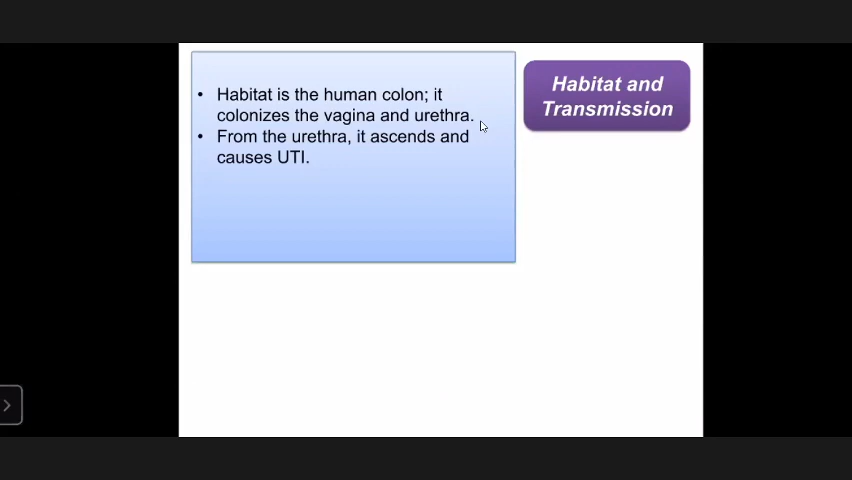 • Habitat is the human colon; it
colonizes the vagina and urethra.
• From the urethra, it ascends and
causes UTI.
Habitat and
Transmission